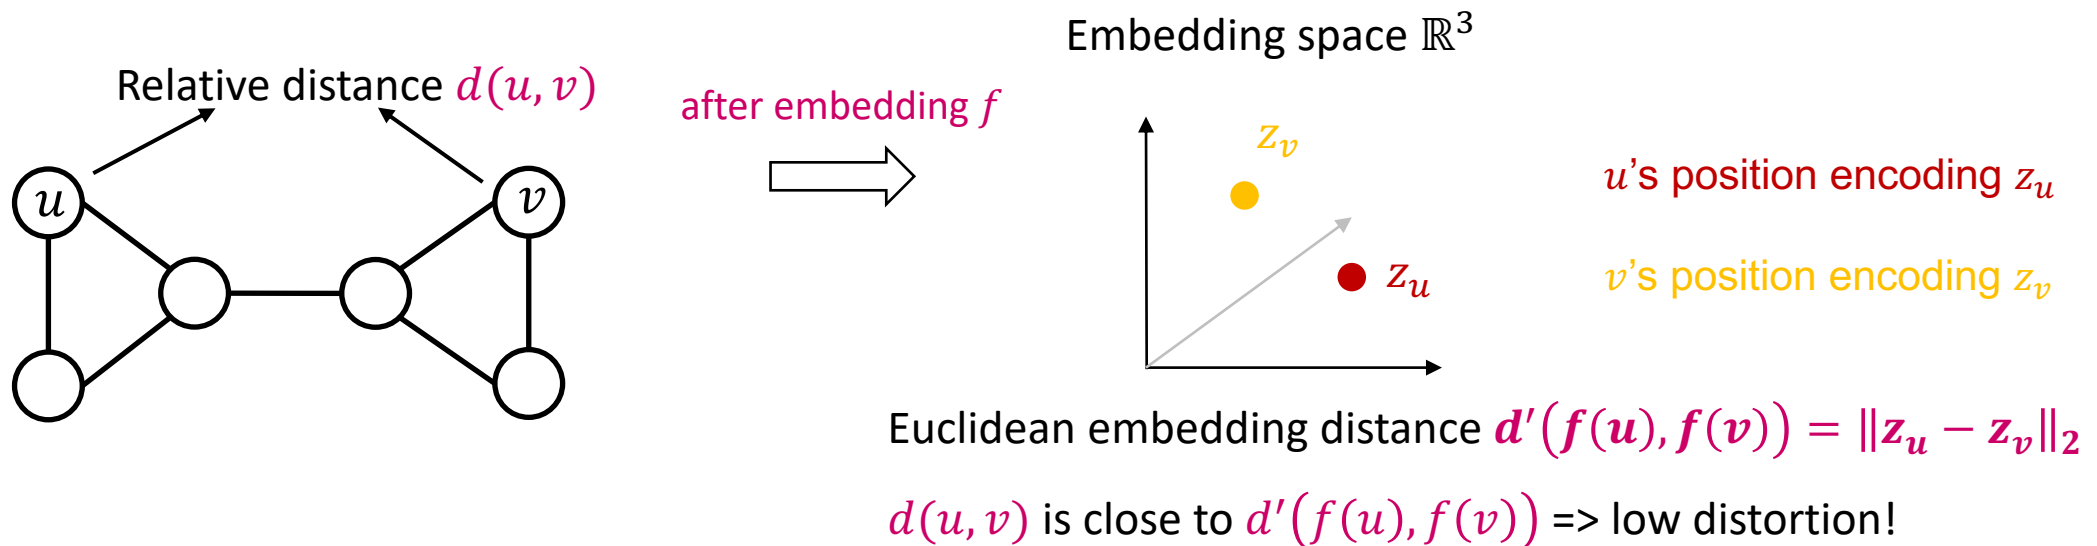 Embedding space ℝ³
Relative distance d(u, v)
after embedding f
u
v
z_v
z_u
u's position encoding z_u
v's position encoding z_v
Euclidean embedding distance d′(f(u), f(v)) = ‖z_u − z_v‖₂
d(u, v) is close to d′(f(u), f(v)) => low distortion!